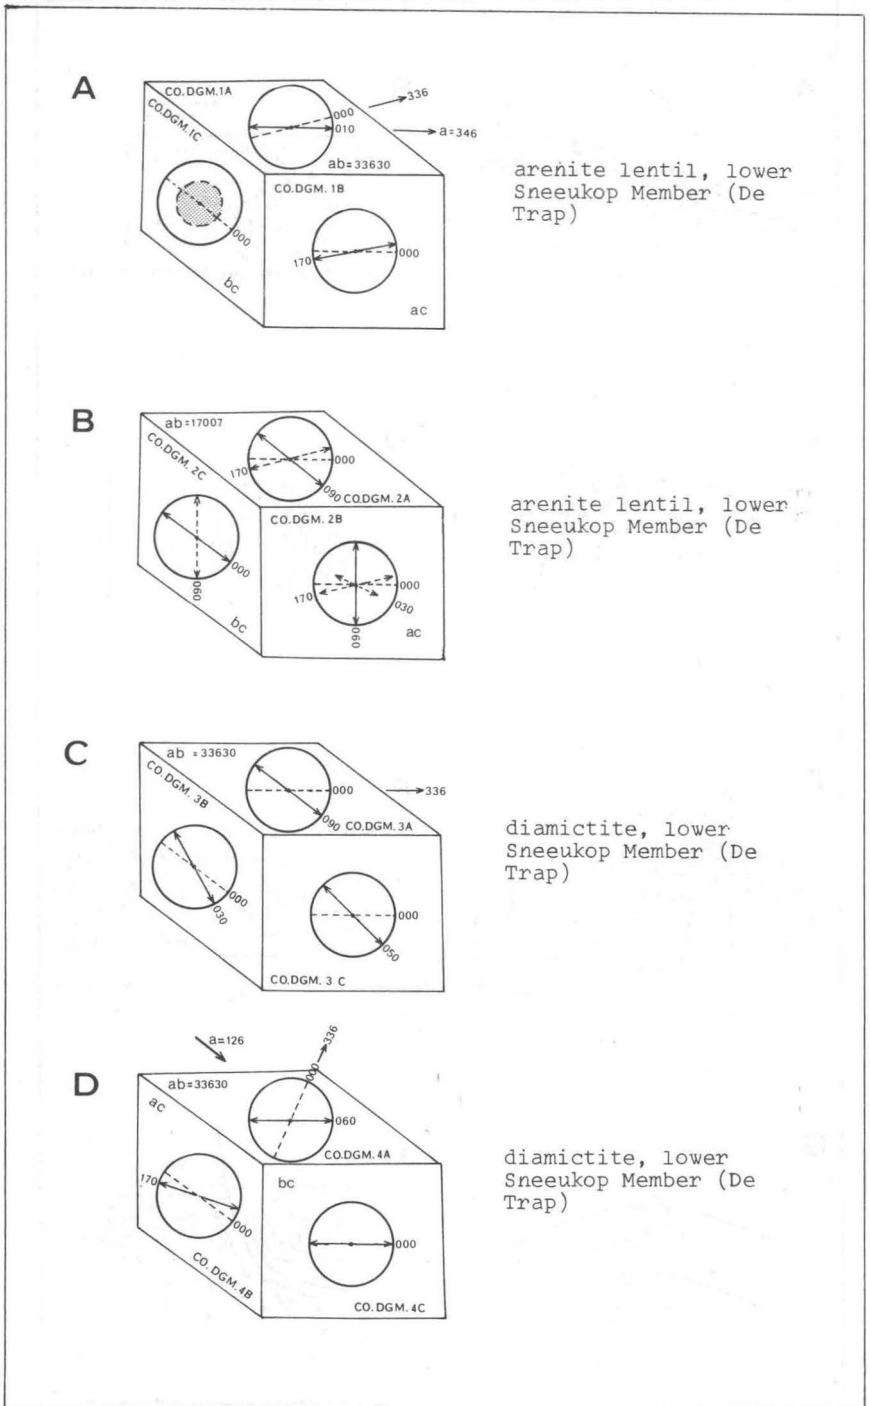 A
CO.DGM.1A
CO.DGM.1C
336
000
010
a=346
ab=33630
CO.DGM.1B
000
bc
170
000
ac
arenite lentil, lower
Sneeukop Member (De
Trap)
B
ab=17007
CO.DGM.2C
000
170
090
CO.DGM.2A
CO.DGM.2B
000
090
bc
000
170
030
090
ac
arenite lentil, lower
Sneeukop Member (De
Trap)
C
ab =33630
CO.DGM.3B
000
336
090
CO.DGM.3A
000
030
000
050
CO.DGM.3 C
diamictite, lower
Sneeukop Member (De
Trap)
a=126
336
000
D
ab=33630
ac
060
CO.DGM.4A
170
bc
000
000
CO.DGM.4B
CO.DGM.4C
diamictite, lower
Sneeukop Member (De
Trap)